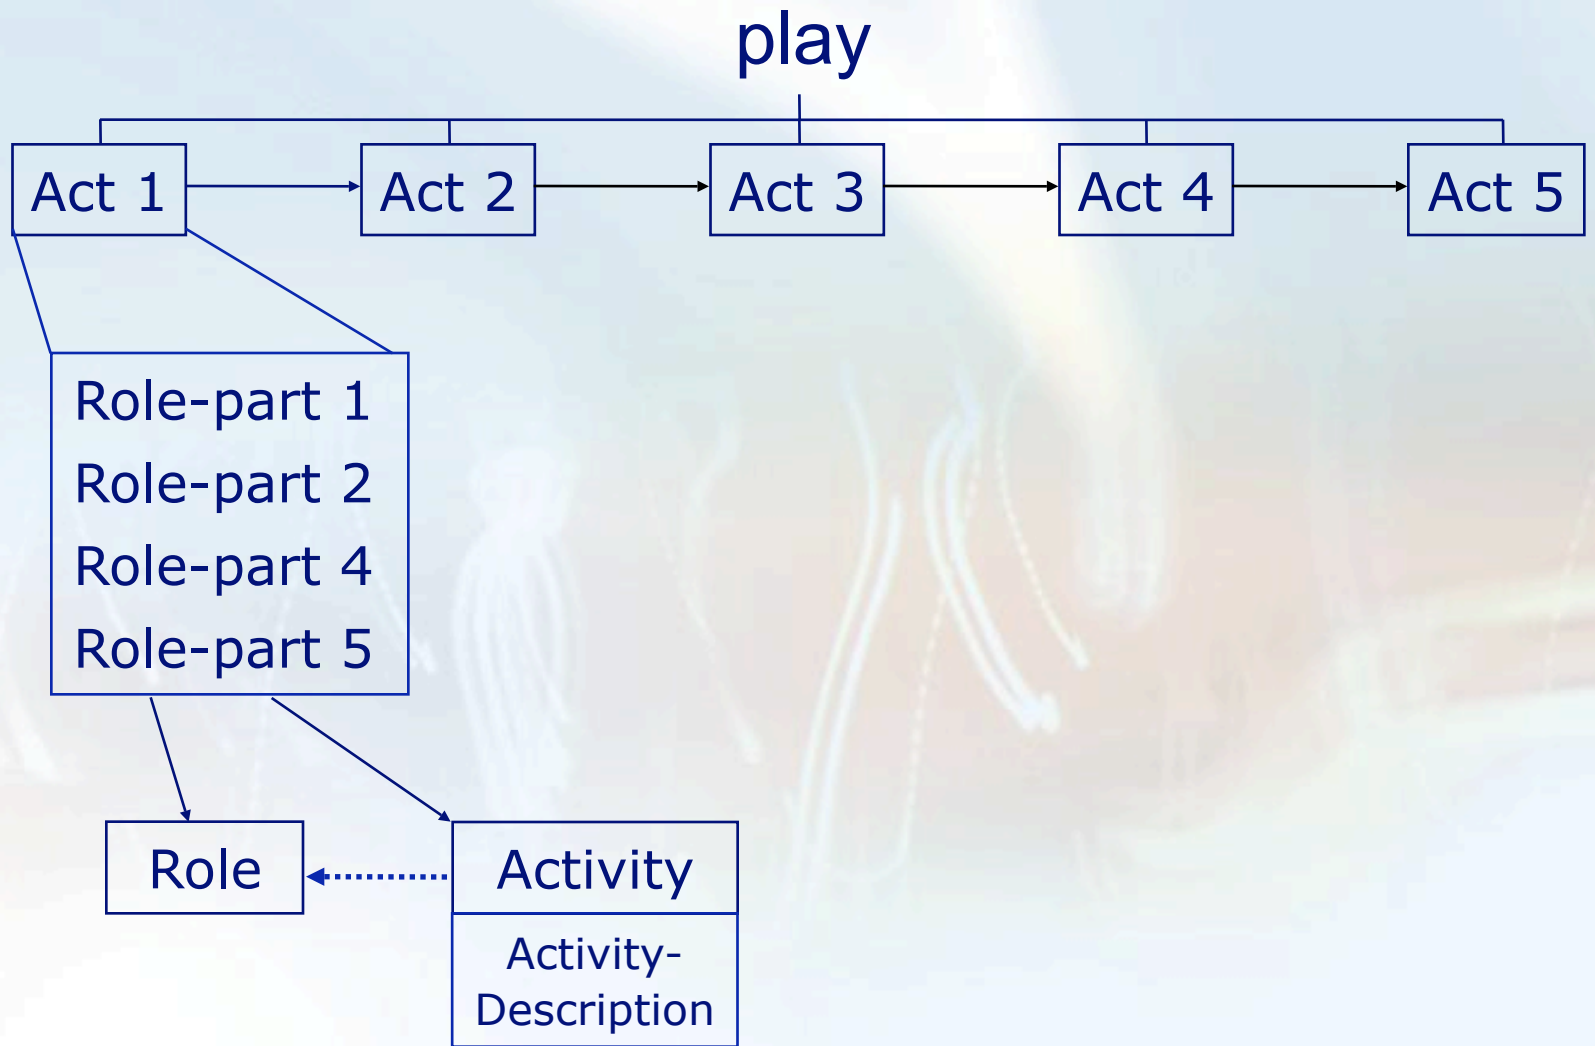 play
Act 1
Act 2
Act 3
Act 4
Act 5
Role-part 1
Role-part 2
Role-part 4
Role-part 5
Role
Activity
Activity-
Description